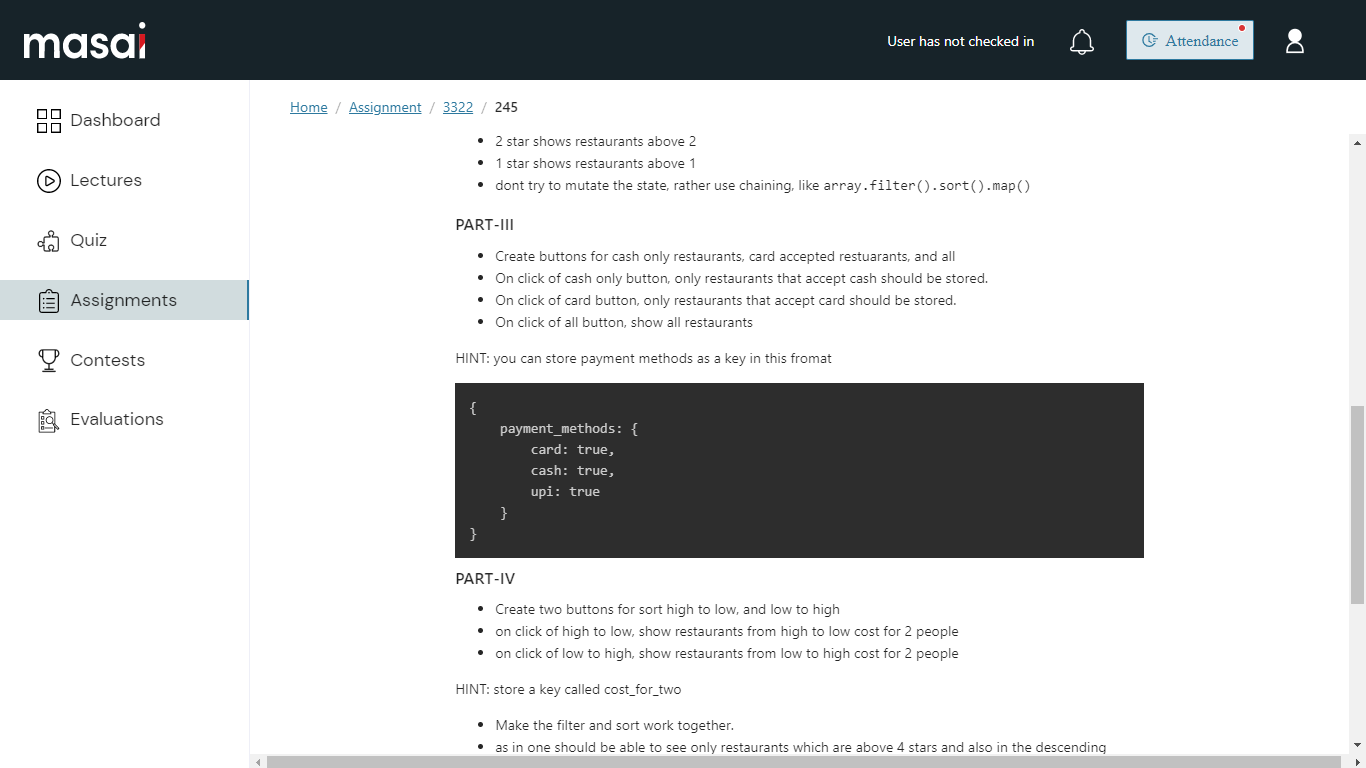 masai
User has not checked in
Attendance
Dashboard
Lectures
Quiz
Assignments
Contests
Evaluations
Home / Assignment / 3322 / 245
• 2 star shows restaurants above 2
• 1 star shows restaurants above 1
• dont try to mutate the state, rather use chaining, like array.filter().sort().map()
PART-III
• Create buttons for cash only restaurants, card accepted restuarants, and all
• On click of cash only button, only restaurants that accept cash should be stored.
• On click of card button, only restaurants that accept card should be stored.
• On click of all button, show all restaurants
HINT: you can store payment methods as a key in this fromat
{
payment_methods: {
card: true,
cash: true,
upi: true
}
}
PART-IV
• Create two buttons for sort high to low, and low to high
• on click of high to low, show restaurants from high to low cost for 2 people
• on click of low to high, show restaurants from low to high cost for 2 people
HINT: store a key called cost_for_two
• Make the filter and sort work together.
• as in one should be able to see only restaurants which are above 4 stars and also in the descending